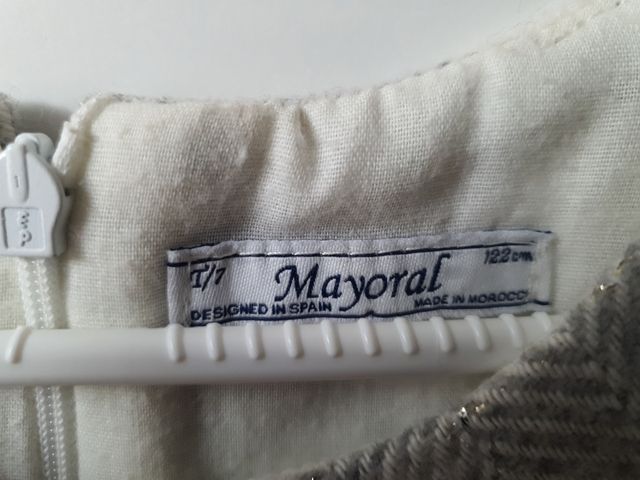 T/7 Mayoral 122cm
DESIGNED IN SPAIN MADE IN MOROCCO